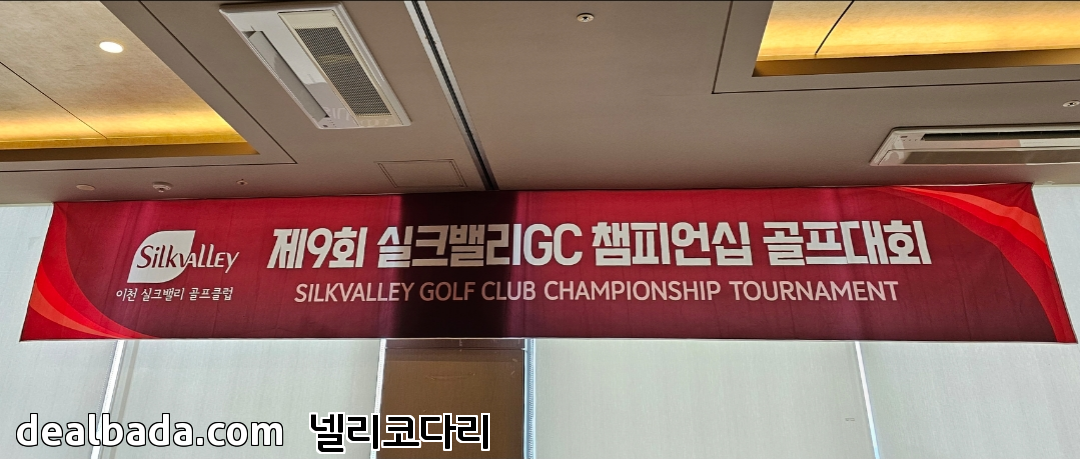 Silkvalley
이천 실크밸리 골프클럽
제9회 실크밸리GC 챔피언십 골프대회
SILKVALLEY GOLF CLUB CHAMPIONSHIP TOURNAMENT
dealbada.com 넬리코다리